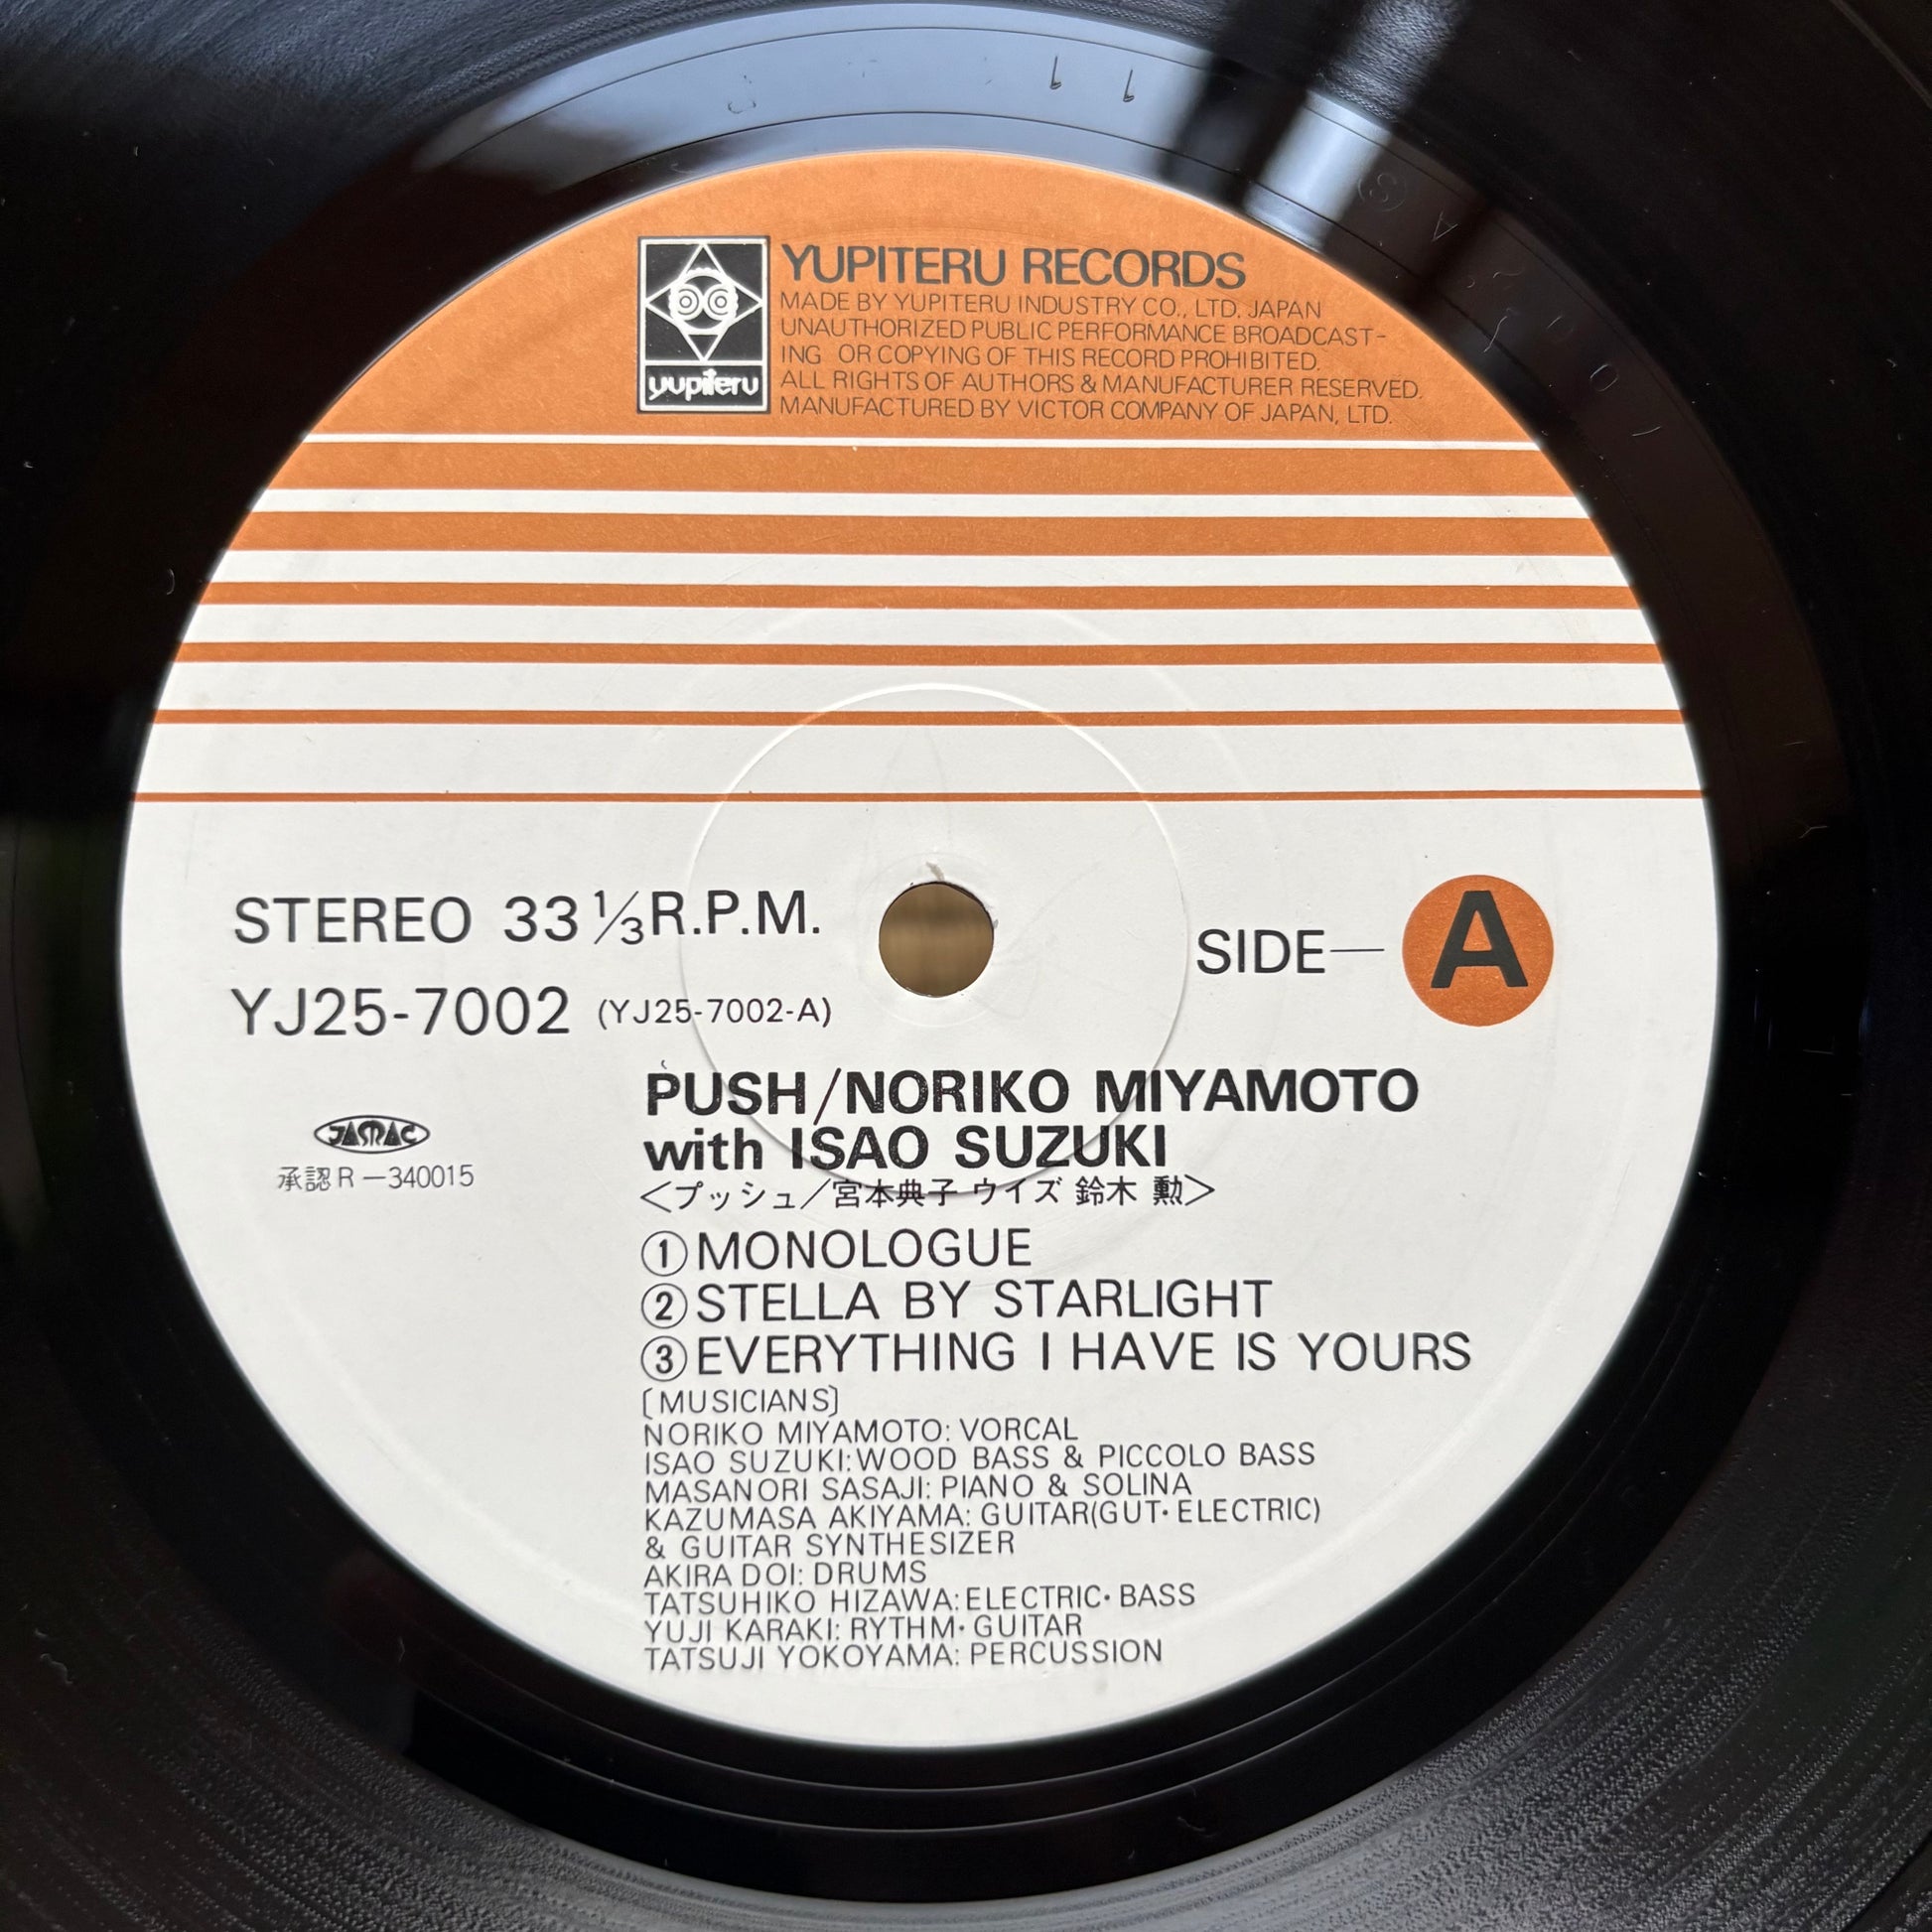 YUPITERU RECORDS
MADE BY YUPITERU INDUSTRY CO., LTD. JAPAN
UNAUTHORIZED PUBLIC PERFORMANCE BROADCAST-
ING OR COPYING OF THIS RECORD PROHIBITED.
ALL RIGHTS OF AUTHORS & MANUFACTURER RESERVED.
MANUFACTURED BY VICTOR COMPANY OF JAPAN, LTD.
yupiteru
STEREO 33 1/3 R.P.M.
SIDE— A
YJ25-7002 (YJ25-7002-A)
JASRAC
承認R-340015
PUSH/NORIKO MIYAMOTO
with ISAO SUZUKI
<プッシュ/宮本典子 ウイズ 鈴木 勲>
①MONOLOGUE
②STELLA BY STARLIGHT
③EVERYTHING I HAVE IS YOURS
[MUSICIANS]
NORIKO MIYAMOTO: VORCAL
ISAO SUZUKI: WOOD BASS & PICCOLO BASS
MASANORI SASAJI: PIANO & SOLINA
KAZUMASA AKIYAMA: GUITAR(GUT・ELECTRIC)
& GUITAR SYNTHESIZER
AKIRA DOI: DRUMS
TATSUHIKO HIZAWA: ELECTRIC・BASS
YUJI KARAKI: RYTHM・GUITAR
TATSUJI YOKOYAMA: PERCUSSION